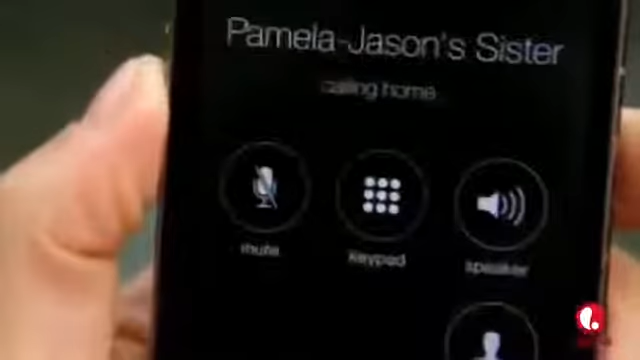 Pamela-Jason's Sister
calling home
mute
keypad
speaker